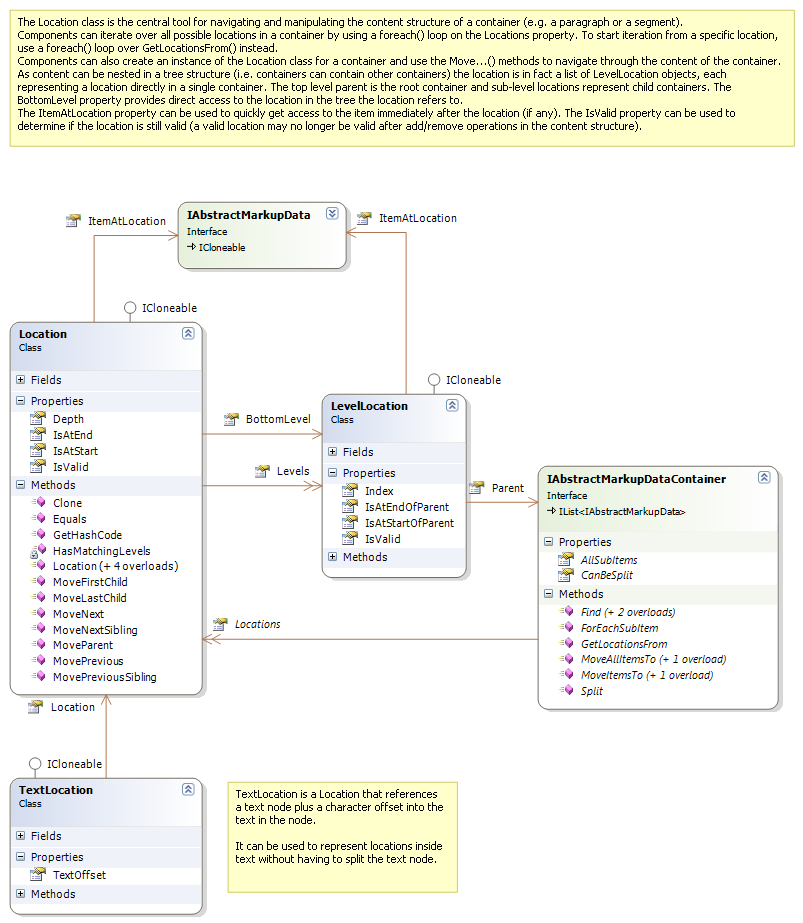 The Location class is the central tool for navigating and manipulating the content structure of a container (e.g. a paragraph or a segment).
Components can iterate over all possible locations in a container by using a foreach() loop on the Locations property. To start iteration from a specific location,
use a foreach() loop over GetLocationsFrom() instead.
Components can also create an instance of the Location class for a container and use the Move...() methods to navigate through the content of the container.
As content can be nested in a tree structure (i.e. containers can contain other containers) the location is in fact a list of LevelLocation objects, each
representing a location directly in a single container. The top level parent is the root container and sub-level locations represent child containers. The
BottomLevel property provides direct access to the location in the tree the location refers to.
The ItemAtLocation property can be used to quickly get access to the item immediately after the location (if any). The IsValid property can be used to
determine if the location is still valid (a valid location may no longer be valid after add/remove operations in the content structure).
ItemAtLocation
IAbstractMarkupData
Interface
ICloneable
ItemAtLocation
ICloneable
Location
Class
Fields
Properties
Depth
IsAtEnd
IsAtStart
IsValid
Methods
Clone
Equals
GetHashCode
HasMatchingLevels
Location (+ 4 overloads)
MoveFirstChild
MoveLastChild
MoveNext
MoveNextSibling
MoveParent
MovePrevious
MovePreviousSibling
BottomLevel
Levels
ICloneable
LevelLocation
Class
Fields
Properties
Index
IsAtEndOfParent
IsAtStartOfParent
IsValid
Methods
Parent
IAbstractMarkupDataContainer
Interface
IList<IAbstractMarkupData>
Properties
AllSubItems
CanBeSplit
Methods
Find (+ 2 overloads)
ForEachSubItem
GetLocationsFrom
MoveAllItemsTo (+ 1 overload)
MoveItemsTo (+ 1 overload)
Split
Locations
Location
ICloneable
TextLocation
Class
Fields
Properties
TextOffset
Methods
TextLocation is a Location that references
a text node plus a character offset into the
text in the node.
It can be used to represent locations inside
text without having to split the text node.